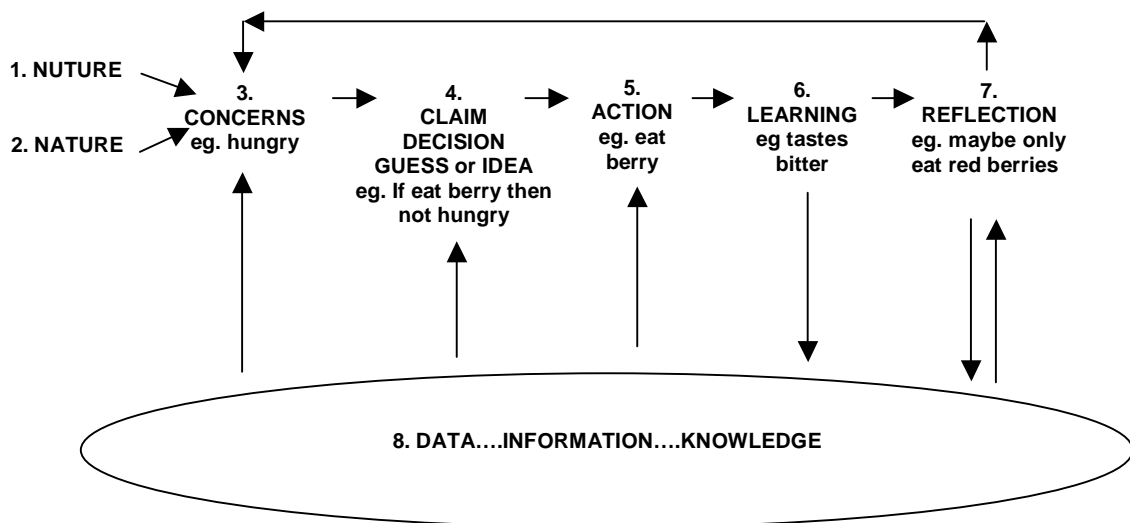 1. NUTURE
2. NATURE
3.
CONCERNS
eg. hungry
4.
CLAIM
DECISION
GUESS or IDEA
eg. If eat berry then
not hungry
5.
ACTION
eg. eat
berry
6.
LEARNING
eg tastes
bitter
7.
REFLECTION
eg. maybe only
eat red berries
8. DATA....INFORMATION....KNOWLEDGE